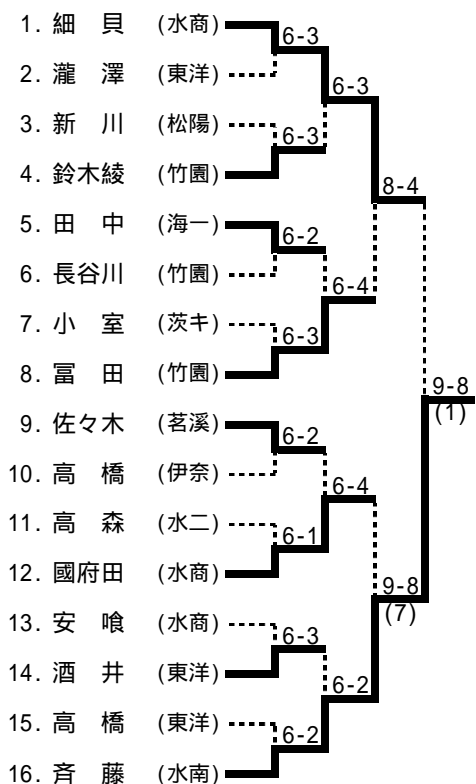 1. 細 貝 (水商)
6-3
2. 瀧 澤 (東洋)
6-3
3. 新 川 (松陽)
6-3
4. 鈴木綾 (竹園)
8-4
5. 田 中 (海一)
6-2
6. 長谷川 (竹園)
6-4
7. 小 室 (茨キ)
6-3
8. 冨 田 (竹園)
9-8
(1)
9. 佐々木 (茗溪)
6-2
10. 高 橋 (伊奈)
6-4
11. 高 森 (水二)
6-1
12. 國府田 (水商)
9-8
(7)
13. 安 喰 (水商)
6-3
14. 酒 井 (東洋)
6-2
15. 高 橋 (東洋)
6-2
16. 斉 藤 (水南)